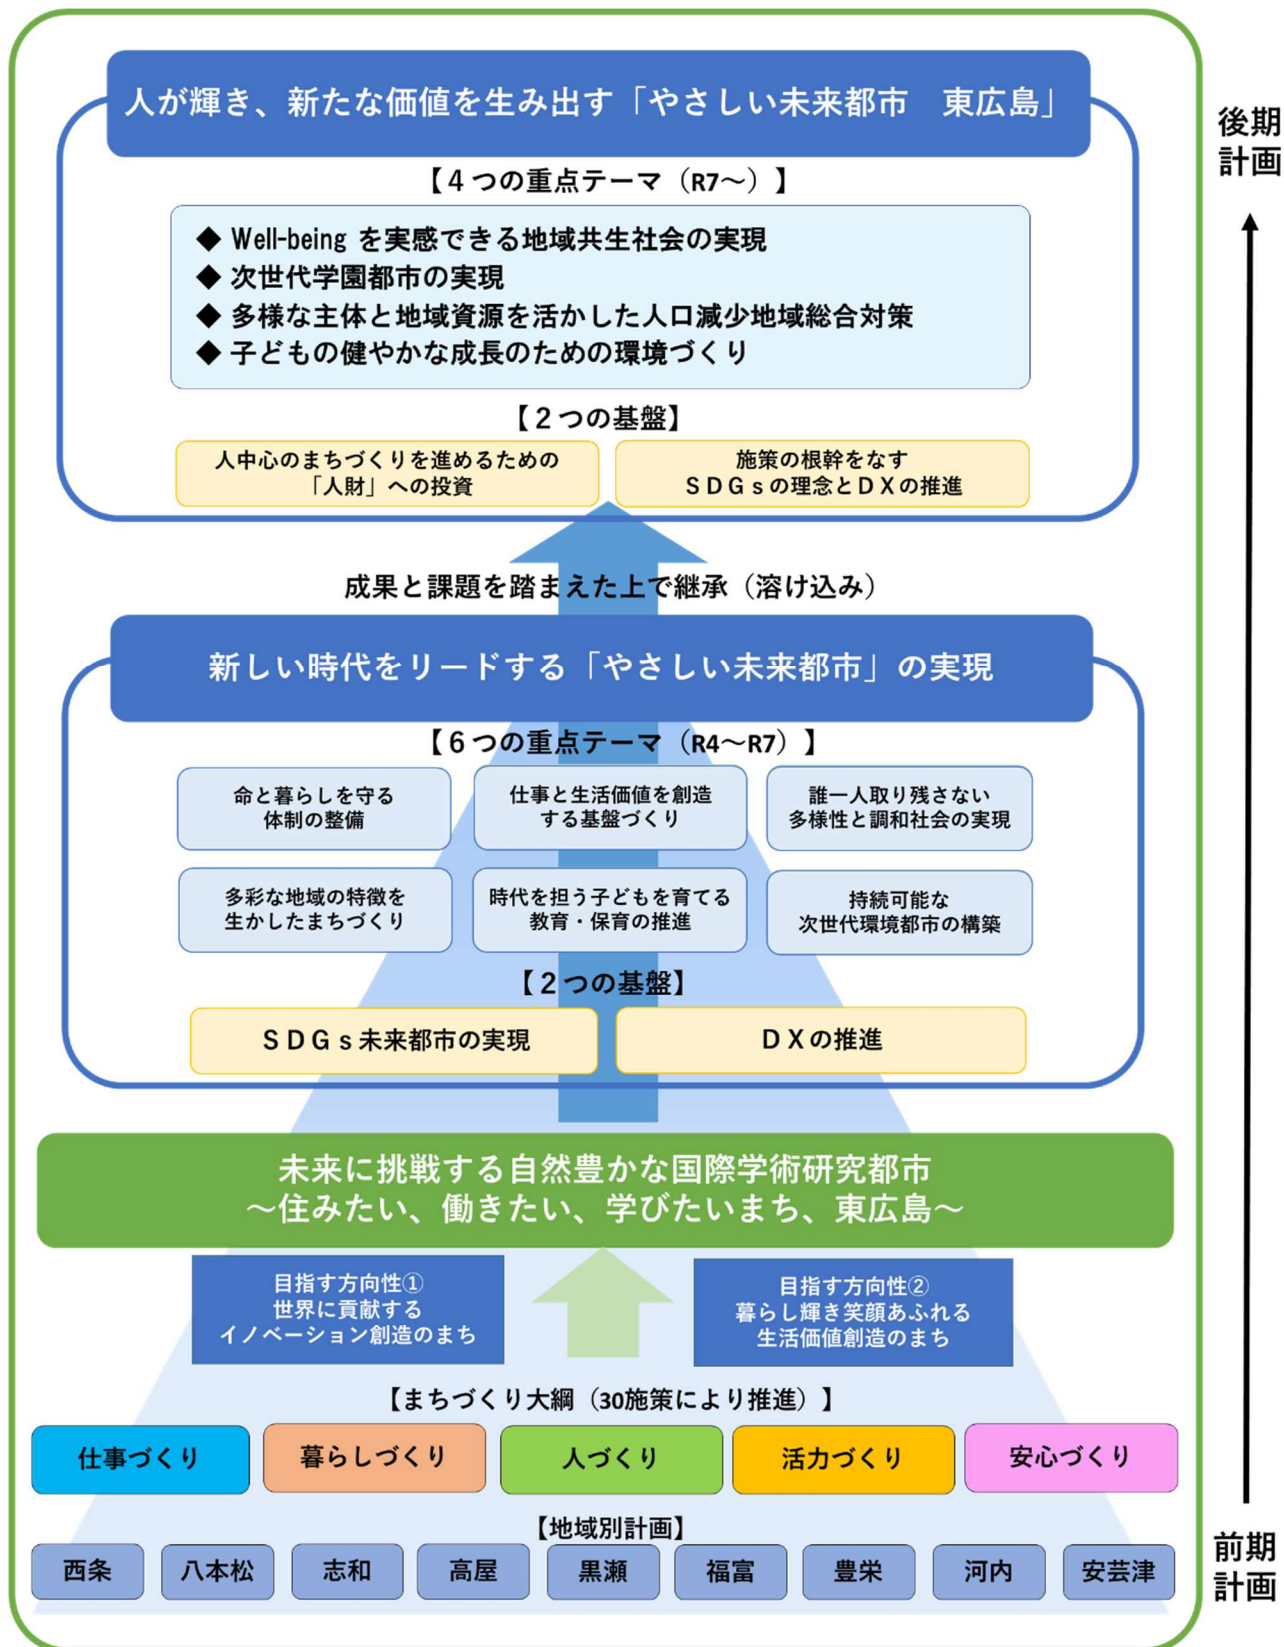 人が輝き、新たな価値を生み出す「やさしい未来都市　東広島」
【４つの重点テーマ（R7～）】
◆ Well-being を実感できる地域共生社会の実現
◆ 次世代学園都市の実現
◆ 多様な主体と地域資源を活かした人口減少地域総合対策
◆ 子どもの健やかな成長のための環境づくり
【２つの基盤】
人中心のまちづくりを進めるための
「人財」への投資
施策の根幹をなす
ＳＤＧｓの理念とＤＸの推進
成果と課題を踏まえた上で継承（溶け込み）
新しい時代をリードする「やさしい未来都市」の実現
【６つの重点テーマ（R4～R7）】
命と暮らしを守る
体制の整備
仕事と生活価値を創造
する基盤づくり
誰一人取り残さない
多様性と調和社会の実現
多彩な地域の特徴を
生かしたまちづくり
時代を担う子どもを育てる
教育・保育の推進
持続可能な
次世代環境都市の構築
【２つの基盤】
ＳＤＧｓ未来都市の実現
ＤＸの推進
未来に挑戦する自然豊かな国際学術研究都市
～住みたい、働きたい、学びたいまち、東広島～
目指す方向性①
世界に貢献する
イノベーション創造のまち
目指す方向性②
暮らし輝き笑顔あふれる
生活価値創造のまち
【まちづくり大綱（30施策により推進）】
仕事づくり
暮らしづくり
人づくり
活力づくり
安心づくり
【地域別計画】
西条
八本松
志和
高屋
黒瀬
福富
豊栄
河内
安芸津
後期
計画
前期
計画